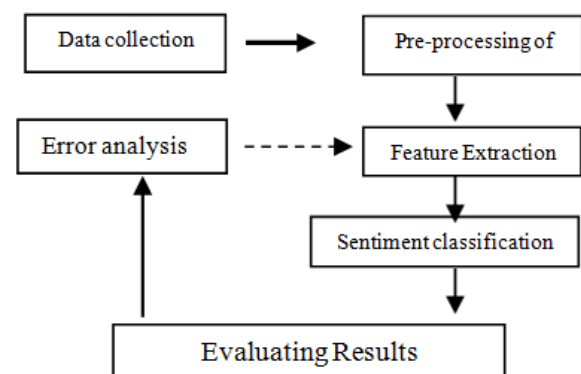 Data collection
Pre-processing of
Error analysis
Feature Extraction
Sentiment classification
Evaluating Results